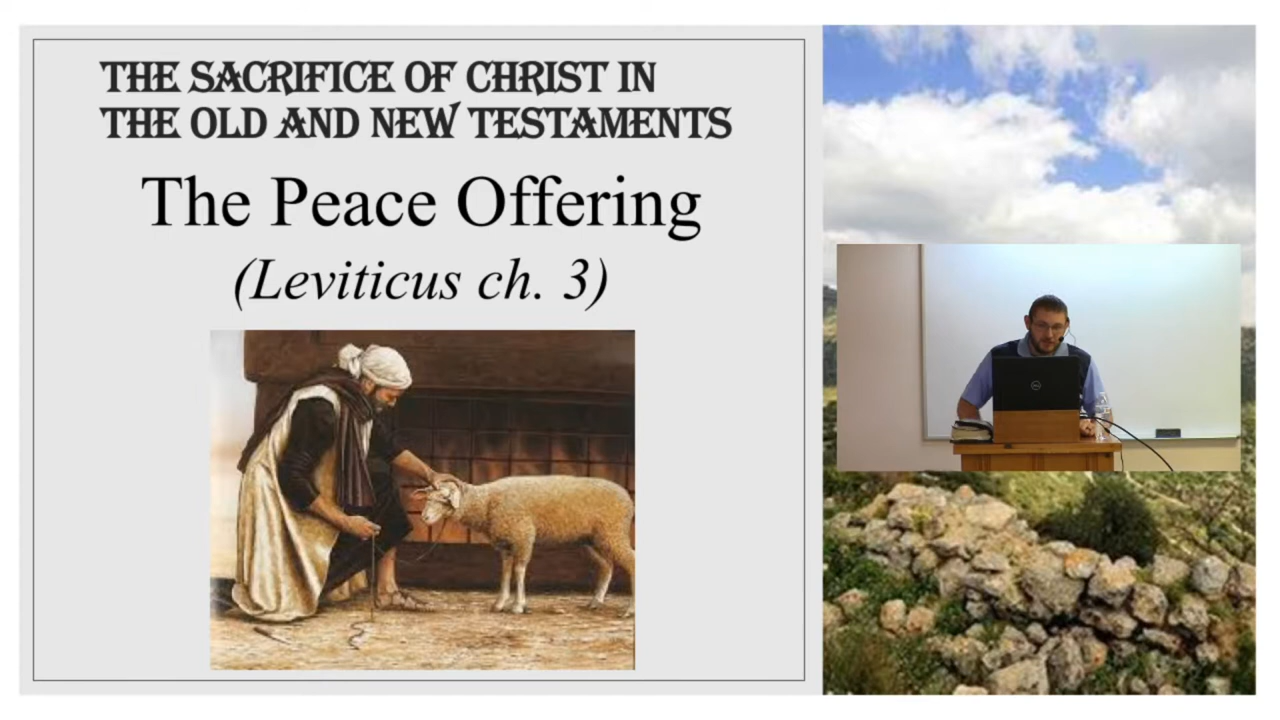 THE SACRIFICE OF CHRIST IN
THE OLD AND NEW TESTAMENTS
The Peace Offering
(Leviticus ch. 3)